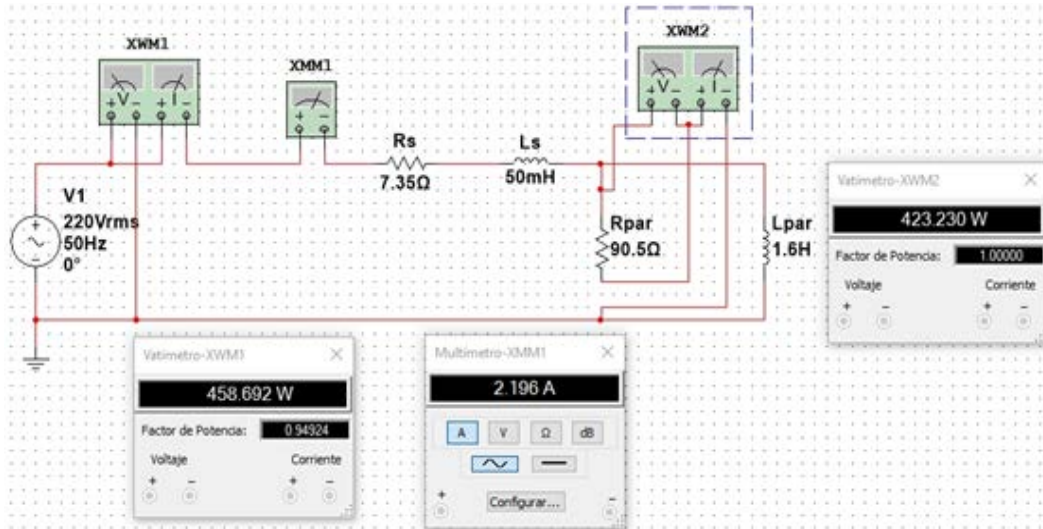 XWM1
V I
+ - + -
XMM1
+ -
XWM2
V I
+ - + -
Rs
7.35Ω
Ls
50mH
V1
220Vrms
50Hz
0°
Rpar
90.5Ω
Lpar
1.6H
Vatimetro-XWM2
423.230 W
Factor de Potencia: 1.00000
Voltaje Corriente
+ - + -
Vatimetro-XWM1
458.692 W
Factor de Potencia: 0.94924
Voltaje Corriente
+ - + -
Multimetro-XMM1
2.196 A
A V Ω dB
+ Configurar... -